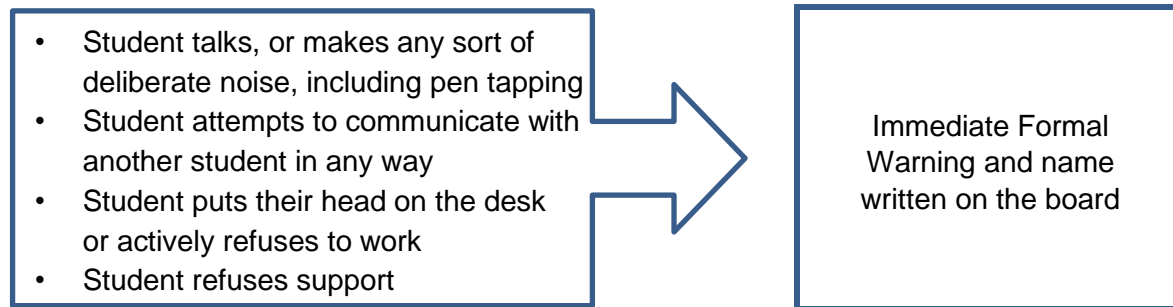 • Student talks, or makes any sort of
deliberate noise, including pen tapping
• Student attempts to communicate with
another student in any way
• Student puts their head on the desk
or actively refuses to work
• Student refuses support
Immediate Formal
Warning and name
written on the board